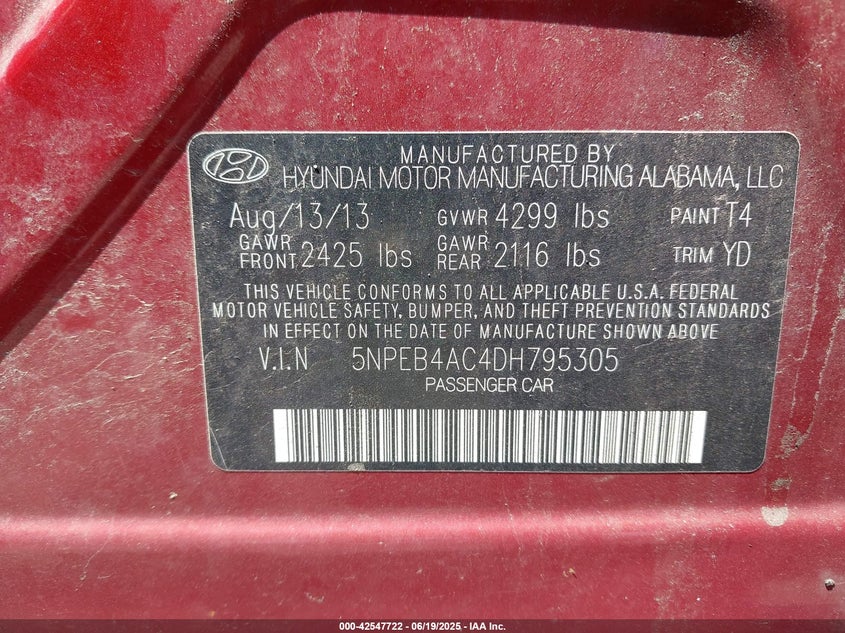 MANUFACTURED BY
HYUNDAI MOTOR MANUFACTURING ALABAMA, LLC
Aug/13/13 GVWR 4299 lbs PAINT T4
GAWR FRONT 2425 lbs GAWR REAR 2116 lbs TRIM YD
THIS VEHICLE CONFORMS TO ALL APPLICABLE U.S.A. FEDERAL
MOTOR VEHICLE SAFETY, BUMPER, AND THEFT PREVENTION STANDARDS
IN EFFECT ON THE DATE OF MANUFACTURE SHOWN ABOVE
V.I.N 5NPEB4AC4DH795305
PASSENGER CAR
000-42547722 - 06/19/2025 - IAA Inc.